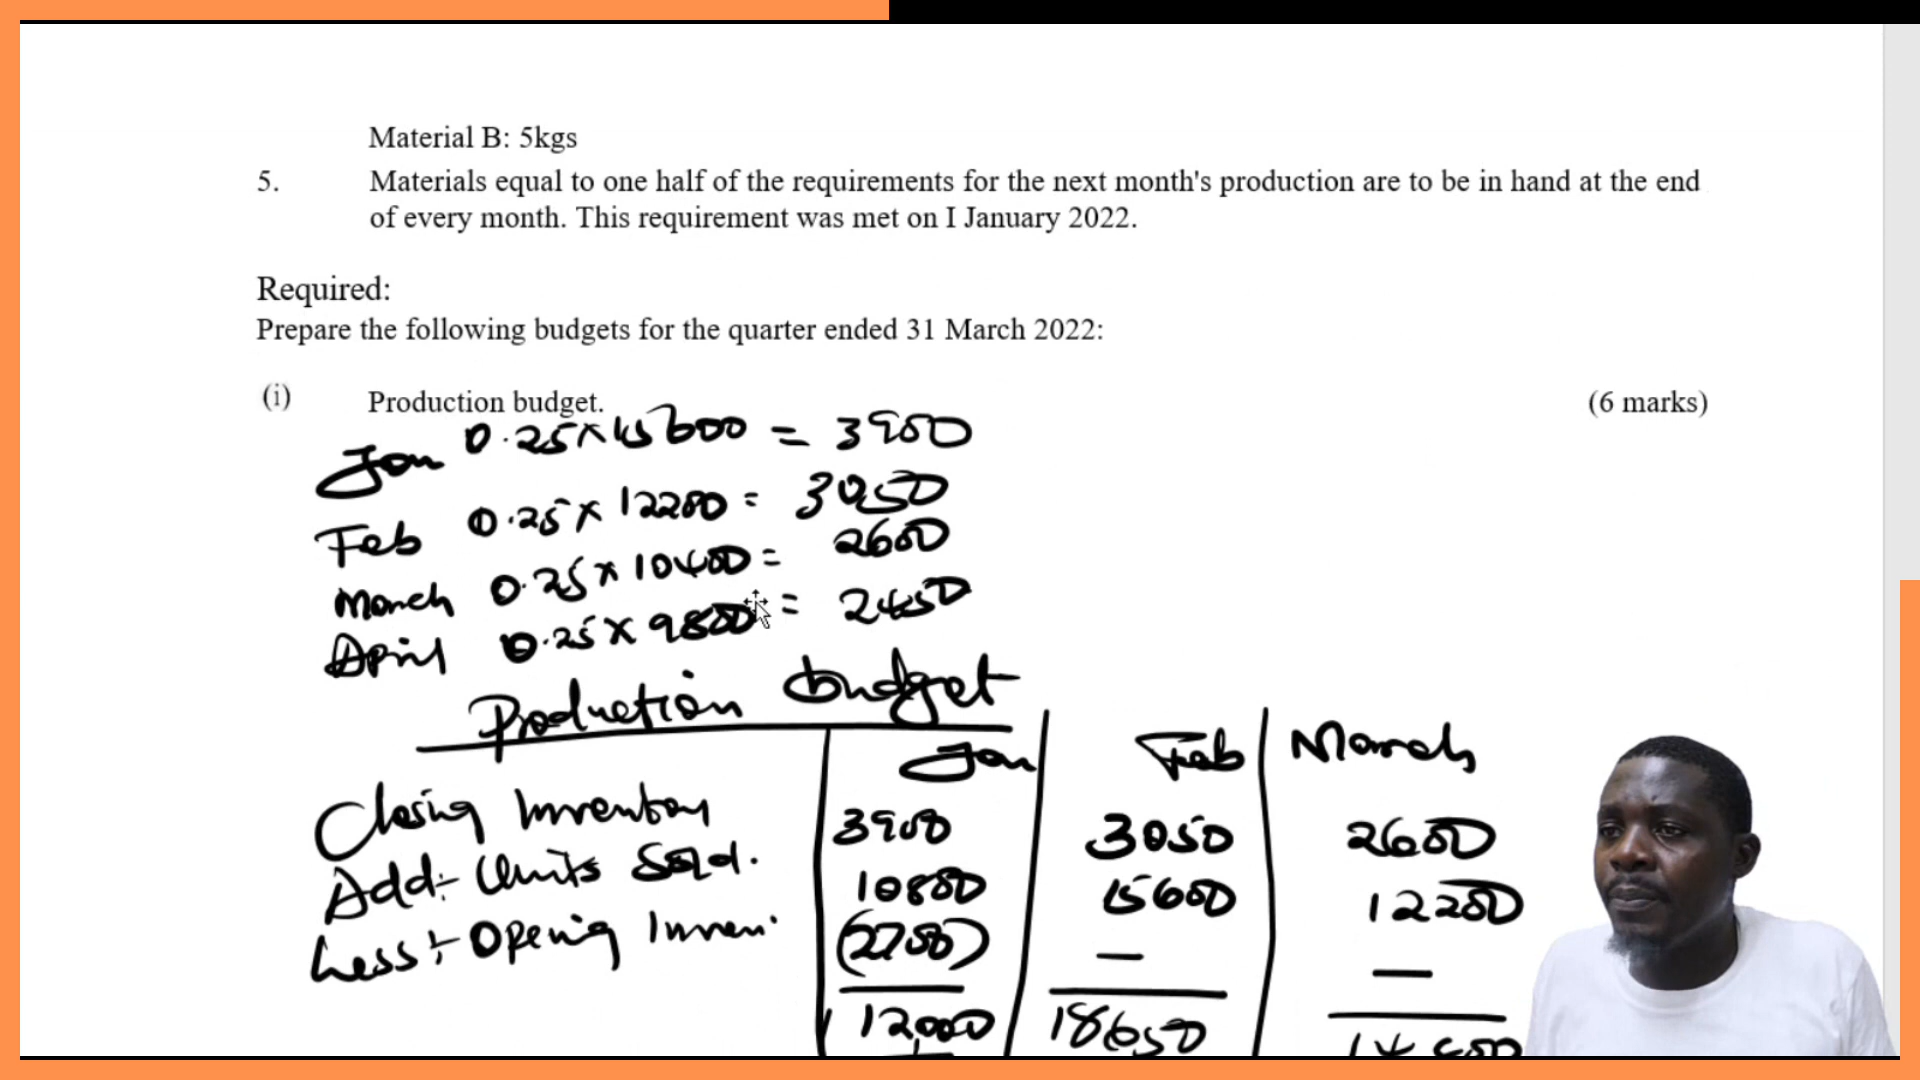 Material B: 5kgs
5. Materials equal to one half of the requirements for the next month's production are to be in hand at the end
of every month. This requirement was met on I January 2022.
Required:
Prepare the following budgets for the quarter ended 31 March 2022:
(i) Production budget. (6 marks)
Jan 0.25 x 15600 = 3900
Feb 0.25 x 12200 = 3050
March 0.25 x 10400 = 2600
April 0.25 x 9800 = 2450
Production budget
Jan Feb March
Closing Inventory 3900 3050 2600
Add:- Units Sold. 10800 15600 12200
Less:- Opening Inven. (2700) — —
12000 18650